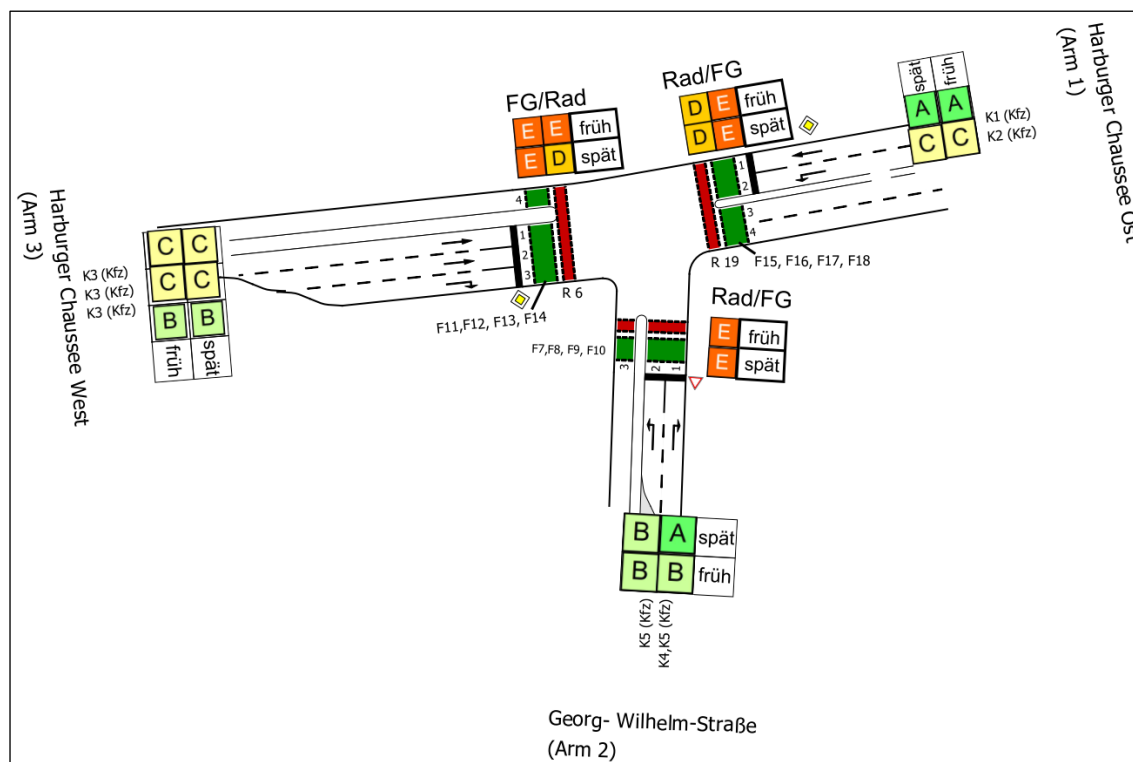 Harburger Chaussee Ost
(Arm 1)
spät
früh
A A
C C
K1 (Kfz)
K2 (Kfz)
Rad/FG
D E früh
D E spät
FG/Rad
E E früh
E D spät
1
2
3
4
R 19
F15, F16, F17, F18
4
1
2
3
R 6
F11,F12, F13, F14
Harburger Chaussee West
(Arm 3)
C C
C C
B B
K3 (Kfz)
K3 (Kfz)
K3 (Kfz)
früh
spät
Rad/FG
E früh
E spät
F7,F8, F9, F10
3
2
1
B A spät
B B früh
K5 (Kfz)
K4,K5 (Kfz)
Georg- Wilhelm-Straße
(Arm 2)